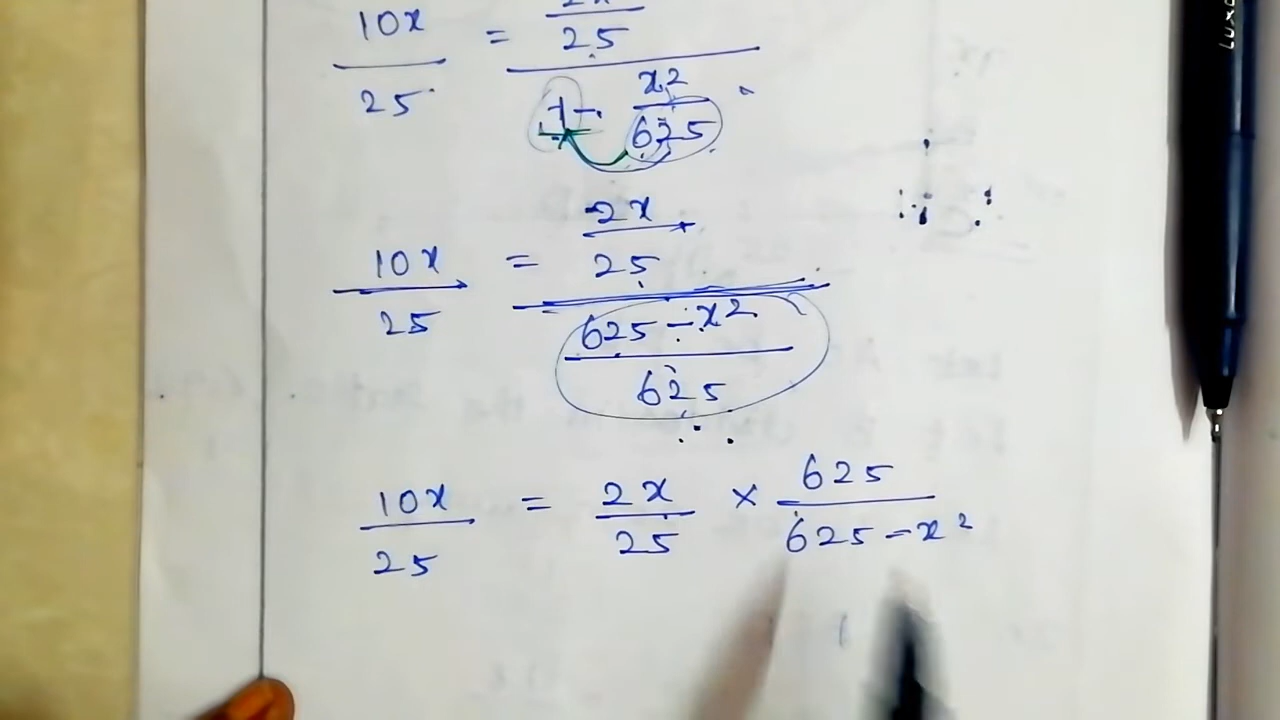 10x/25 = (2x/25)/(1 - x²/625)
10x/25 = (2x/25)/((625 - x²)/625)
10x/25 = 2x/25 × 625/(625 - x²)